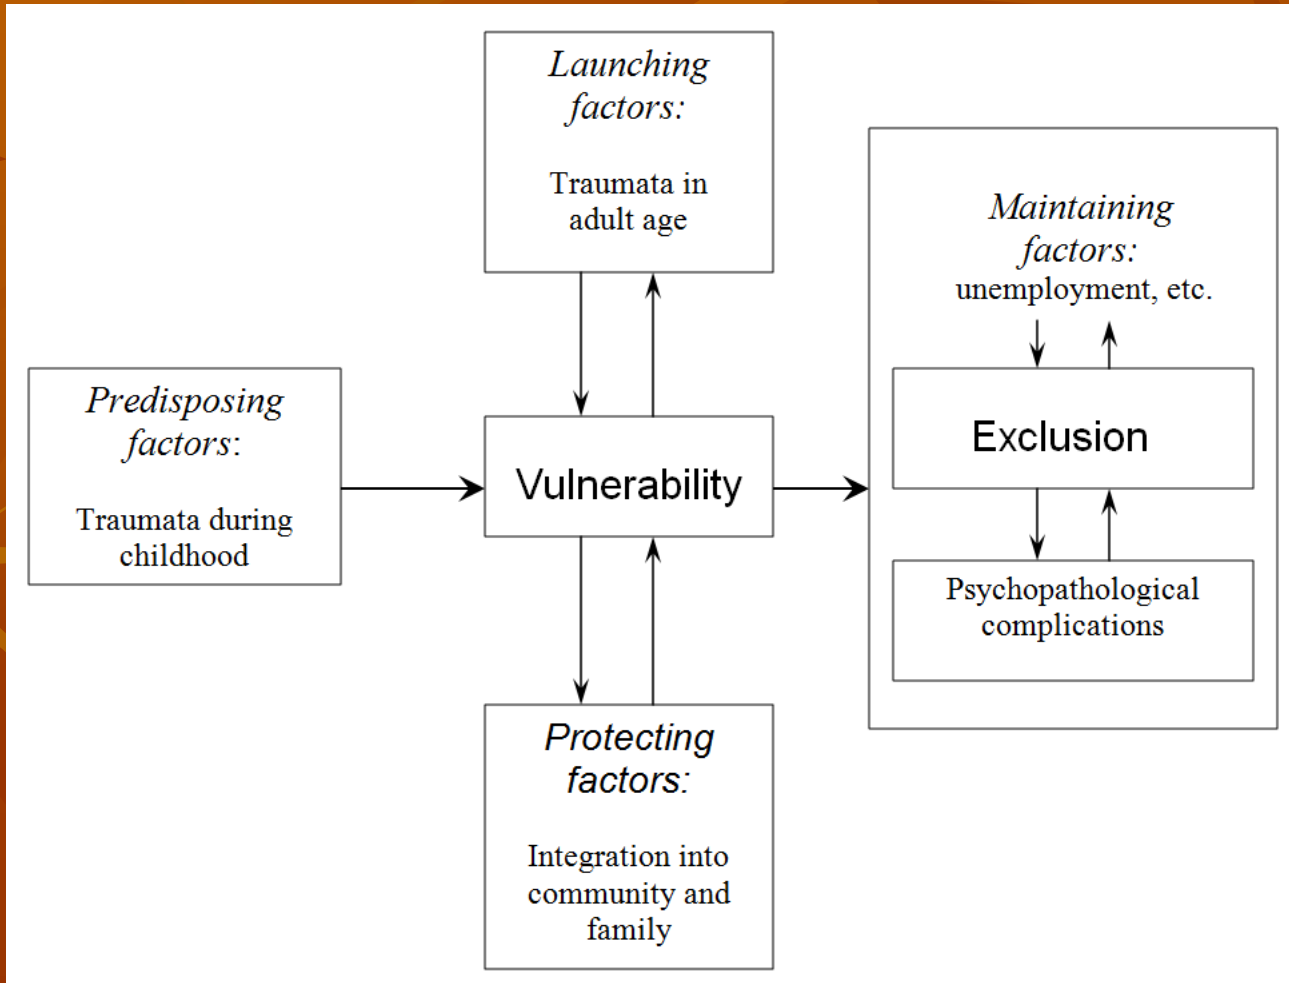 Launching
factors:
Traumata in
adult age
Maintaining
factors:
unemployment, etc.
Predisposing
factors:
Traumata during
childhood
Vulnerability
Exclusion
Psychopathological
complications
Protecting
factors:
Integration into
community and
family